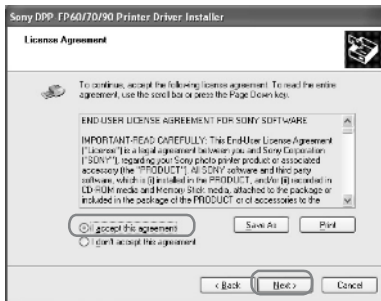 Sony DPP-FP60/70/90 Printer Driver Installer
License Agreement
To continue, accept the following license agreement. To read the entire
agreement, use the scroll bar or press the Page Down key.
END-USER LICENSE AGREEMENT FOR SONY SOFTWARE
IMPORTANT-READ CAREFULLY: This End-User License Agreement
("License") is a legal agreement between you and Sony Corporation
("SONY"), regarding your Sony photo printer product or associated
accessory (the "PRODUCT"). All SONY software and third party
software, which is (i) installed in the PRODUCT, and/or (ii) recorded in
CD-ROM media and Memory Stick media, attached to the package or
included in the package of the PRODUCT or of accessories to the
I accept this agreement
Save As
Print
I don't accept this agreement
< Back
Next >
Cancel